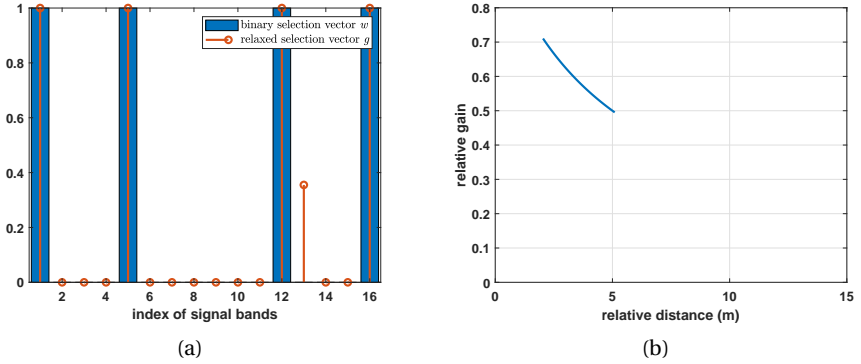 1
0.8
0.6
0.4
0.2
0
2 4 6 8 10 12 14 16
index of signal bands
binary selection vector w
relaxed selection vector g
(a)
0.8
0.7
0.6
0.5
0.4
0.3
0.2
0.1
0
0 5 10 15
relative gain
relative distance (m)
(b)